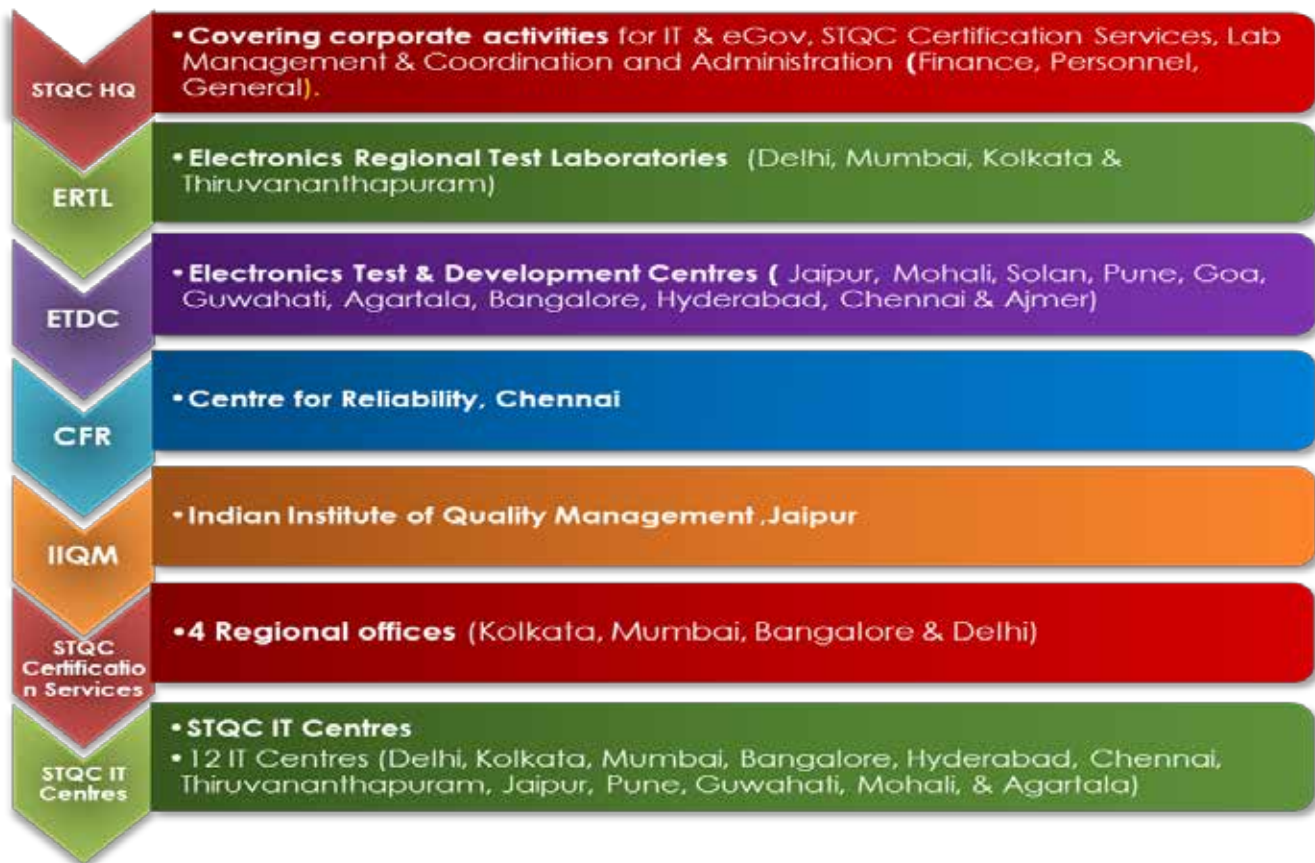 STQC HQ
•Covering corporate activities for IT & eGov, STQC Certification Services, Lab
Management & Coordination and Administration (Finance, Personnel,
General).
ERTL
•Electronics Regional Test Laboratories (Delhi, Mumbai, Kolkata &
Thiruvananthapuram)
ETDC
•Electronics Test & Development Centres ( Jaipur, Mohali, Solan, Pune, Goa,
Guwahati, Agartala, Bangalore, Hyderabad, Chennai & Ajmer)
CFR
•Centre for Reliability, Chennai
IIQM
•Indian Institute of Quality Management ,Jaipur
STQC
Certificatio
n Services
•4 Regional offices (Kolkata, Mumbai, Bangalore & Delhi)
STQC IT
Centres
•STQC IT Centres
•12 IT Centres (Delhi, Kolkata, Mumbai, Bangalore, Hyderabad, Chennai,
Thiruvananthapuram, Jaipur, Pune, Guwahati, Mohali, & Agartala)